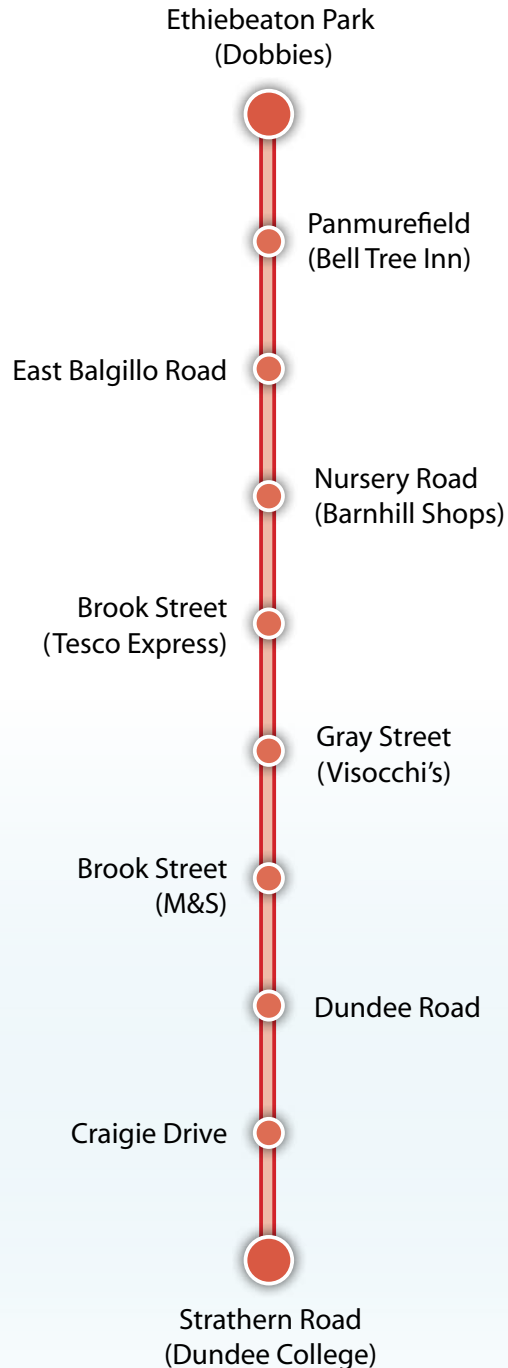 Ethiebeaton Park
(Dobbies)
Panmurefield
(Bell Tree Inn)
East Balgillo Road
Nursery Road
(Barnhill Shops)
Brook Street
(Tesco Express)
Gray Street
(Visocchi’s)
Brook Street
(M&S)
Dundee Road
Craigie Drive
Strathern Road
(Dundee College)